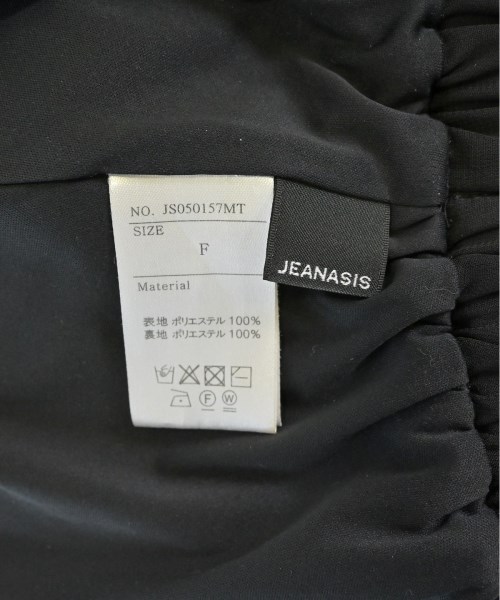 NO. JS050157MT
SIZE
F
Material
表地 ポリエステル 100%
裏地 ポリエステル 100%
F W
JEANASIS